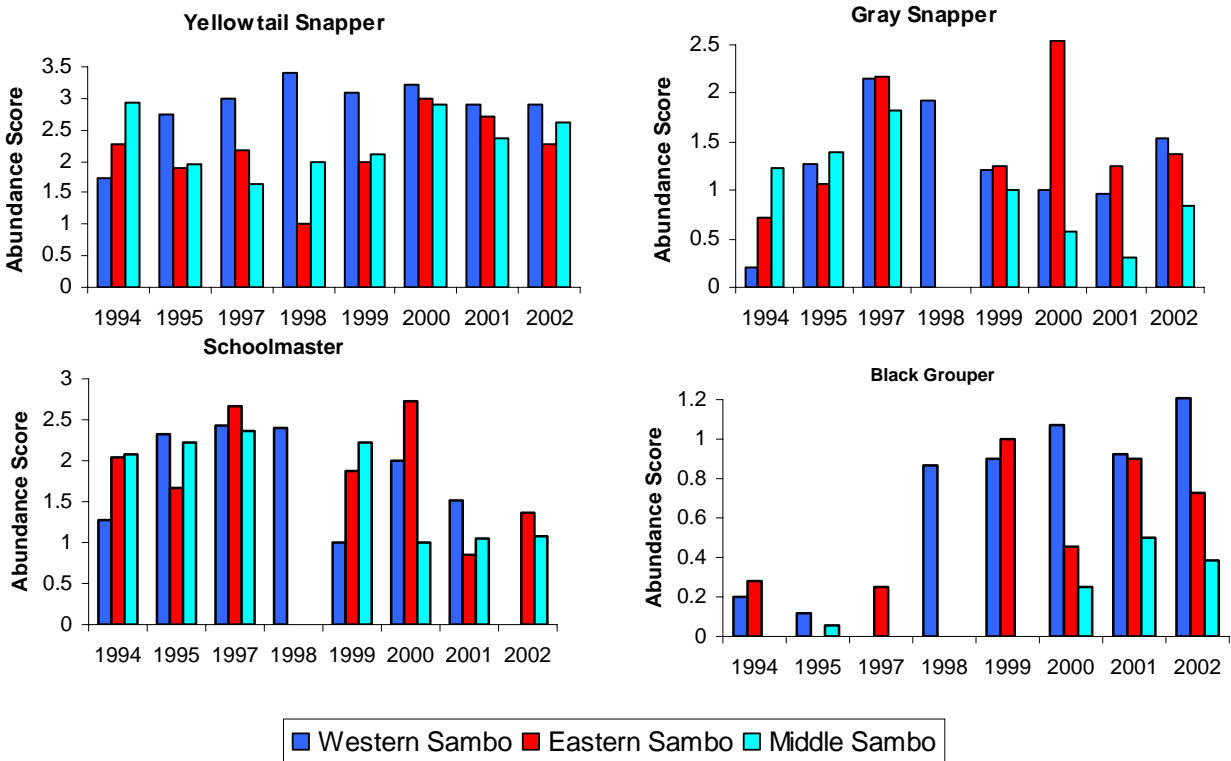 Yellowtail Snapper
Abundance Score
3.5
3
2.5
2
1.5
1
0.5
0
1994 1995 1997 1998 1999 2000 2001 2002
Gray Snapper
Abundance Score
2.5
2
1.5
1
0.5
0
1994 1995 1997 1998 1999 2000 2001 2002
Schoolmaster
Abundance Score
3
2.5
2
1.5
1
0.5
0
1994 1995 1997 1998 1999 2000 2001 2002
Black Grouper
Abundance Score
1.2
1
0.8
0.6
0.4
0.2
0
1994 1995 1997 1998 1999 2000 2001 2002
Western Sambo Eastern Sambo Middle Sambo